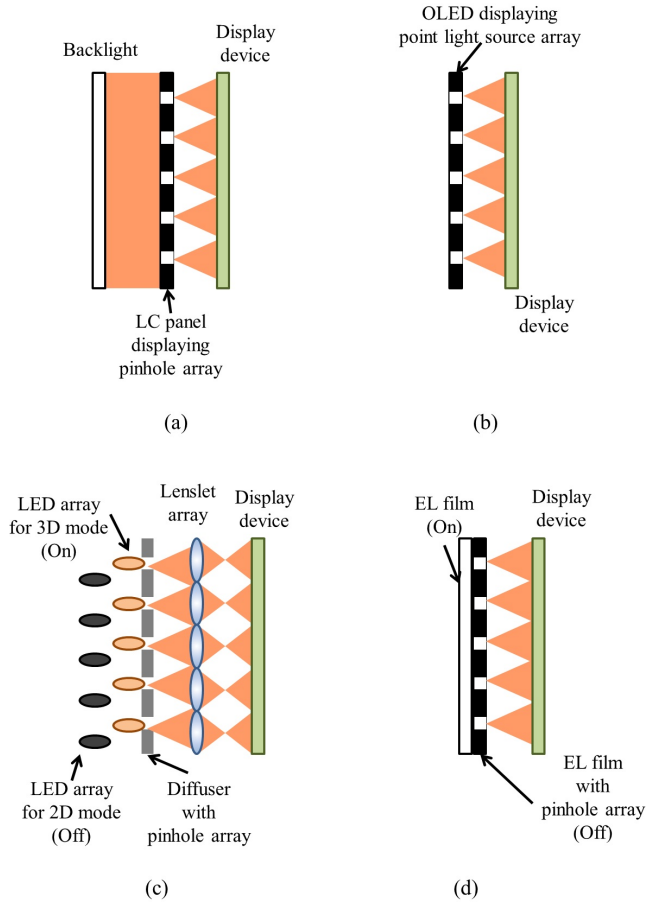 Backlight
Display
device
LC panel
displaying
pinhole array
(a)
OLED displaying
point light source array
Display
device
(b)
LED array
for 3D mode
(On)
Lenslet
array
Display
device
LED array
for 2D mode
(Off)
Diffuser
with
pinhole array
(c)
EL film
(On)
Display
device
EL film
with
pinhole array
(Off)
(d)